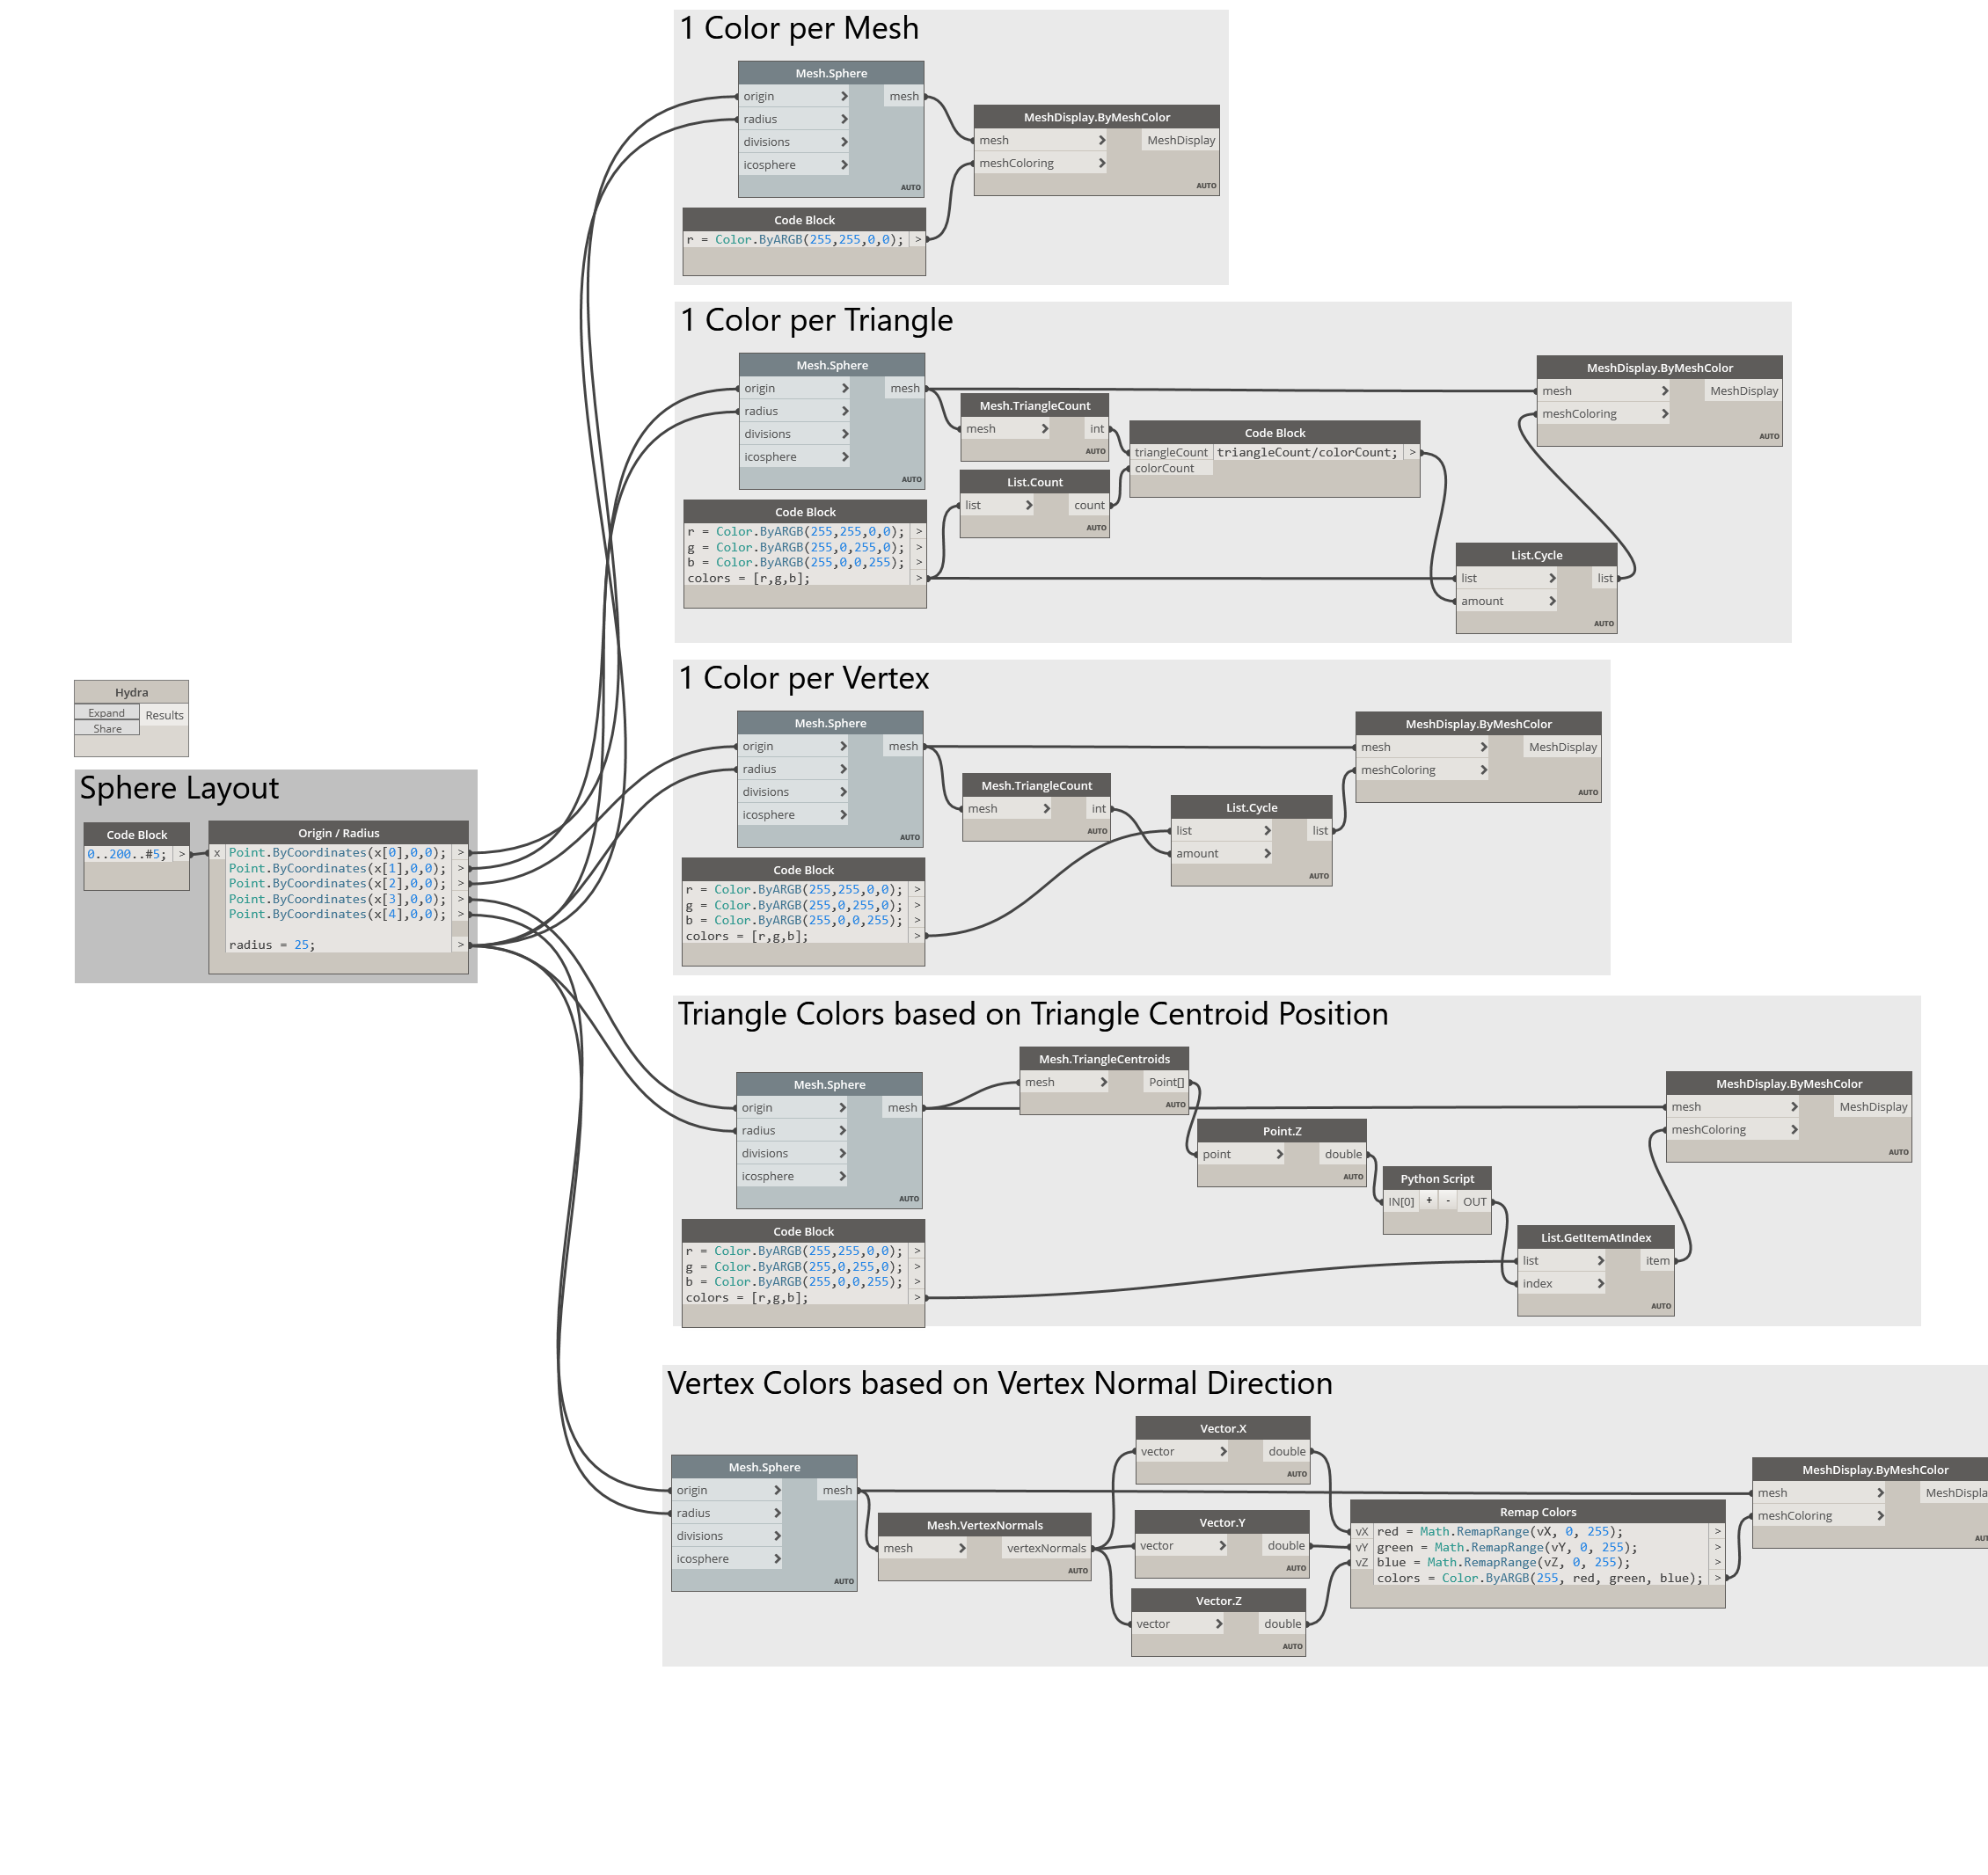 1 Color per Mesh
Mesh.Sphere
origin > mesh
radius >
divisions >
icosphere >
AUTO
MeshDisplay.ByMeshColor
mesh > MeshDisplay
meshColoring >
AUTO
Code Block
r = Color.ByARGB(255,255,0,0); >
1 Color per Triangle
Mesh.Sphere
origin > mesh
radius >
divisions >
icosphere >
AUTO
Mesh.TriangleCount
mesh > int
AUTO
List.Count
list > count
AUTO
Code Block
triangleCount triangleCount/colorCount; >
colorCount
MeshDisplay.ByMeshColor
mesh > MeshDisplay
meshColoring >
AUTO
Code Block
r = Color.ByARGB(255,255,0,0); >
g = Color.ByARGB(255,0,255,0); >
b = Color.ByARGB(255,0,0,255); >
colors = [r,g,b]; >
List.Cycle
list > list
amount >
AUTO
1 Color per Vertex
Mesh.Sphere
origin > mesh
radius >
divisions >
icosphere >
AUTO
Mesh.TriangleCount
mesh > int
AUTO
List.Cycle
list > list
amount >
AUTO
MeshDisplay.ByMeshColor
mesh > MeshDisplay
meshColoring >
AUTO
Code Block
r = Color.ByARGB(255,255,0,0); >
g = Color.ByARGB(255,0,255,0); >
b = Color.ByARGB(255,0,0,255); >
colors = [r,g,b]; >
Hydra
Expand
Results
Share
Sphere Layout
Code Block
0..200..#5; >
Origin / Radius
x Point.ByCoordinates(x[0],0,0); >
Point.ByCoordinates(x[1],0,0); >
Point.ByCoordinates(x[2],0,0); >
Point.ByCoordinates(x[3],0,0); >
Point.ByCoordinates(x[4],0,0); >
radius = 25; >
Triangle Colors based on Triangle Centroid Position
Mesh.Sphere
origin > mesh
radius >
divisions >
icosphere >
AUTO
Mesh.TriangleCentroids
mesh > Point[]
AUTO
Point.Z
point > double
AUTO
Python Script
IN[0] + - OUT
List.GetItemAtIndex
list > item
index >
AUTO
MeshDisplay.ByMeshColor
mesh > MeshDisplay
meshColoring >
AUTO
Code Block
r = Color.ByARGB(255,255,0,0); >
g = Color.ByARGB(255,0,255,0); >
b = Color.ByARGB(255,0,0,255); >
colors = [r,g,b]; >
Vertex Colors based on Vertex Normal Direction
Mesh.Sphere
origin > mesh
radius >
divisions >
icosphere >
AUTO
Mesh.VertexNormals
mesh > vertexNormals
AUTO
Vector.X
vector > double
AUTO
Vector.Y
vector > double
AUTO
Vector.Z
vector > double
AUTO
Remap Colors
vX red = Math.RemapRange(vX, 0, 255); >
vY green = Math.RemapRange(vY, 0, 255); >
vZ blue = Math.RemapRange(vZ, 0, 255); >
colors = Color.ByARGB(255, red, green, blue); >
MeshDisplay.ByMeshColor
mesh > MeshDispla
meshColoring >